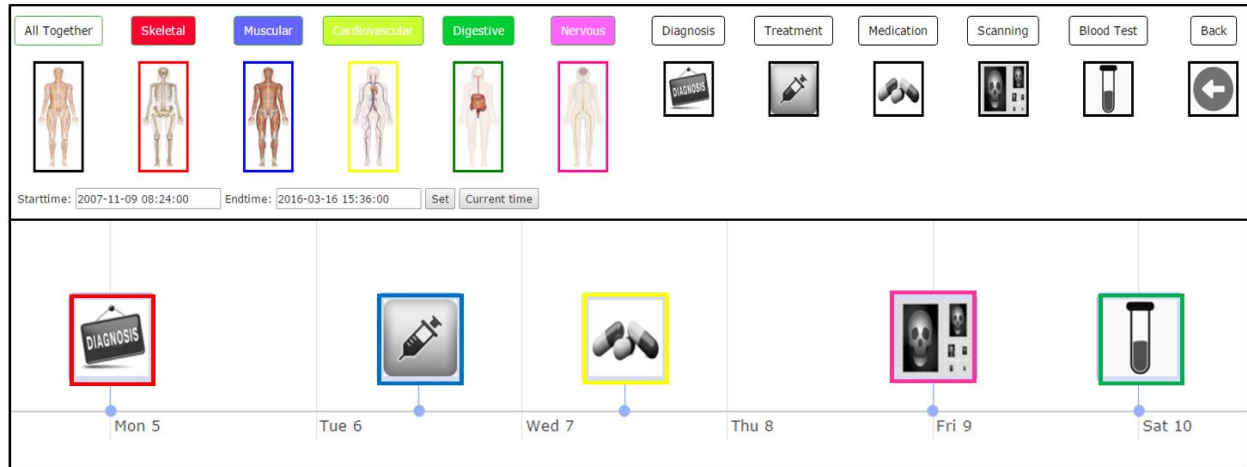 All Together Skeletal Muscular Cardiovascular Digestive Nervous Diagnosis Treatment Medication Scanning Blood Test Back
DIAGNOSIS
Starttime: 2007-11-09 08:24:00 Endtime: 2016-03-16 15:36:00 Set Current time
DIAGNOSIS
Mon 5 Tue 6 Wed 7 Thu 8 Fri 9 Sat 10